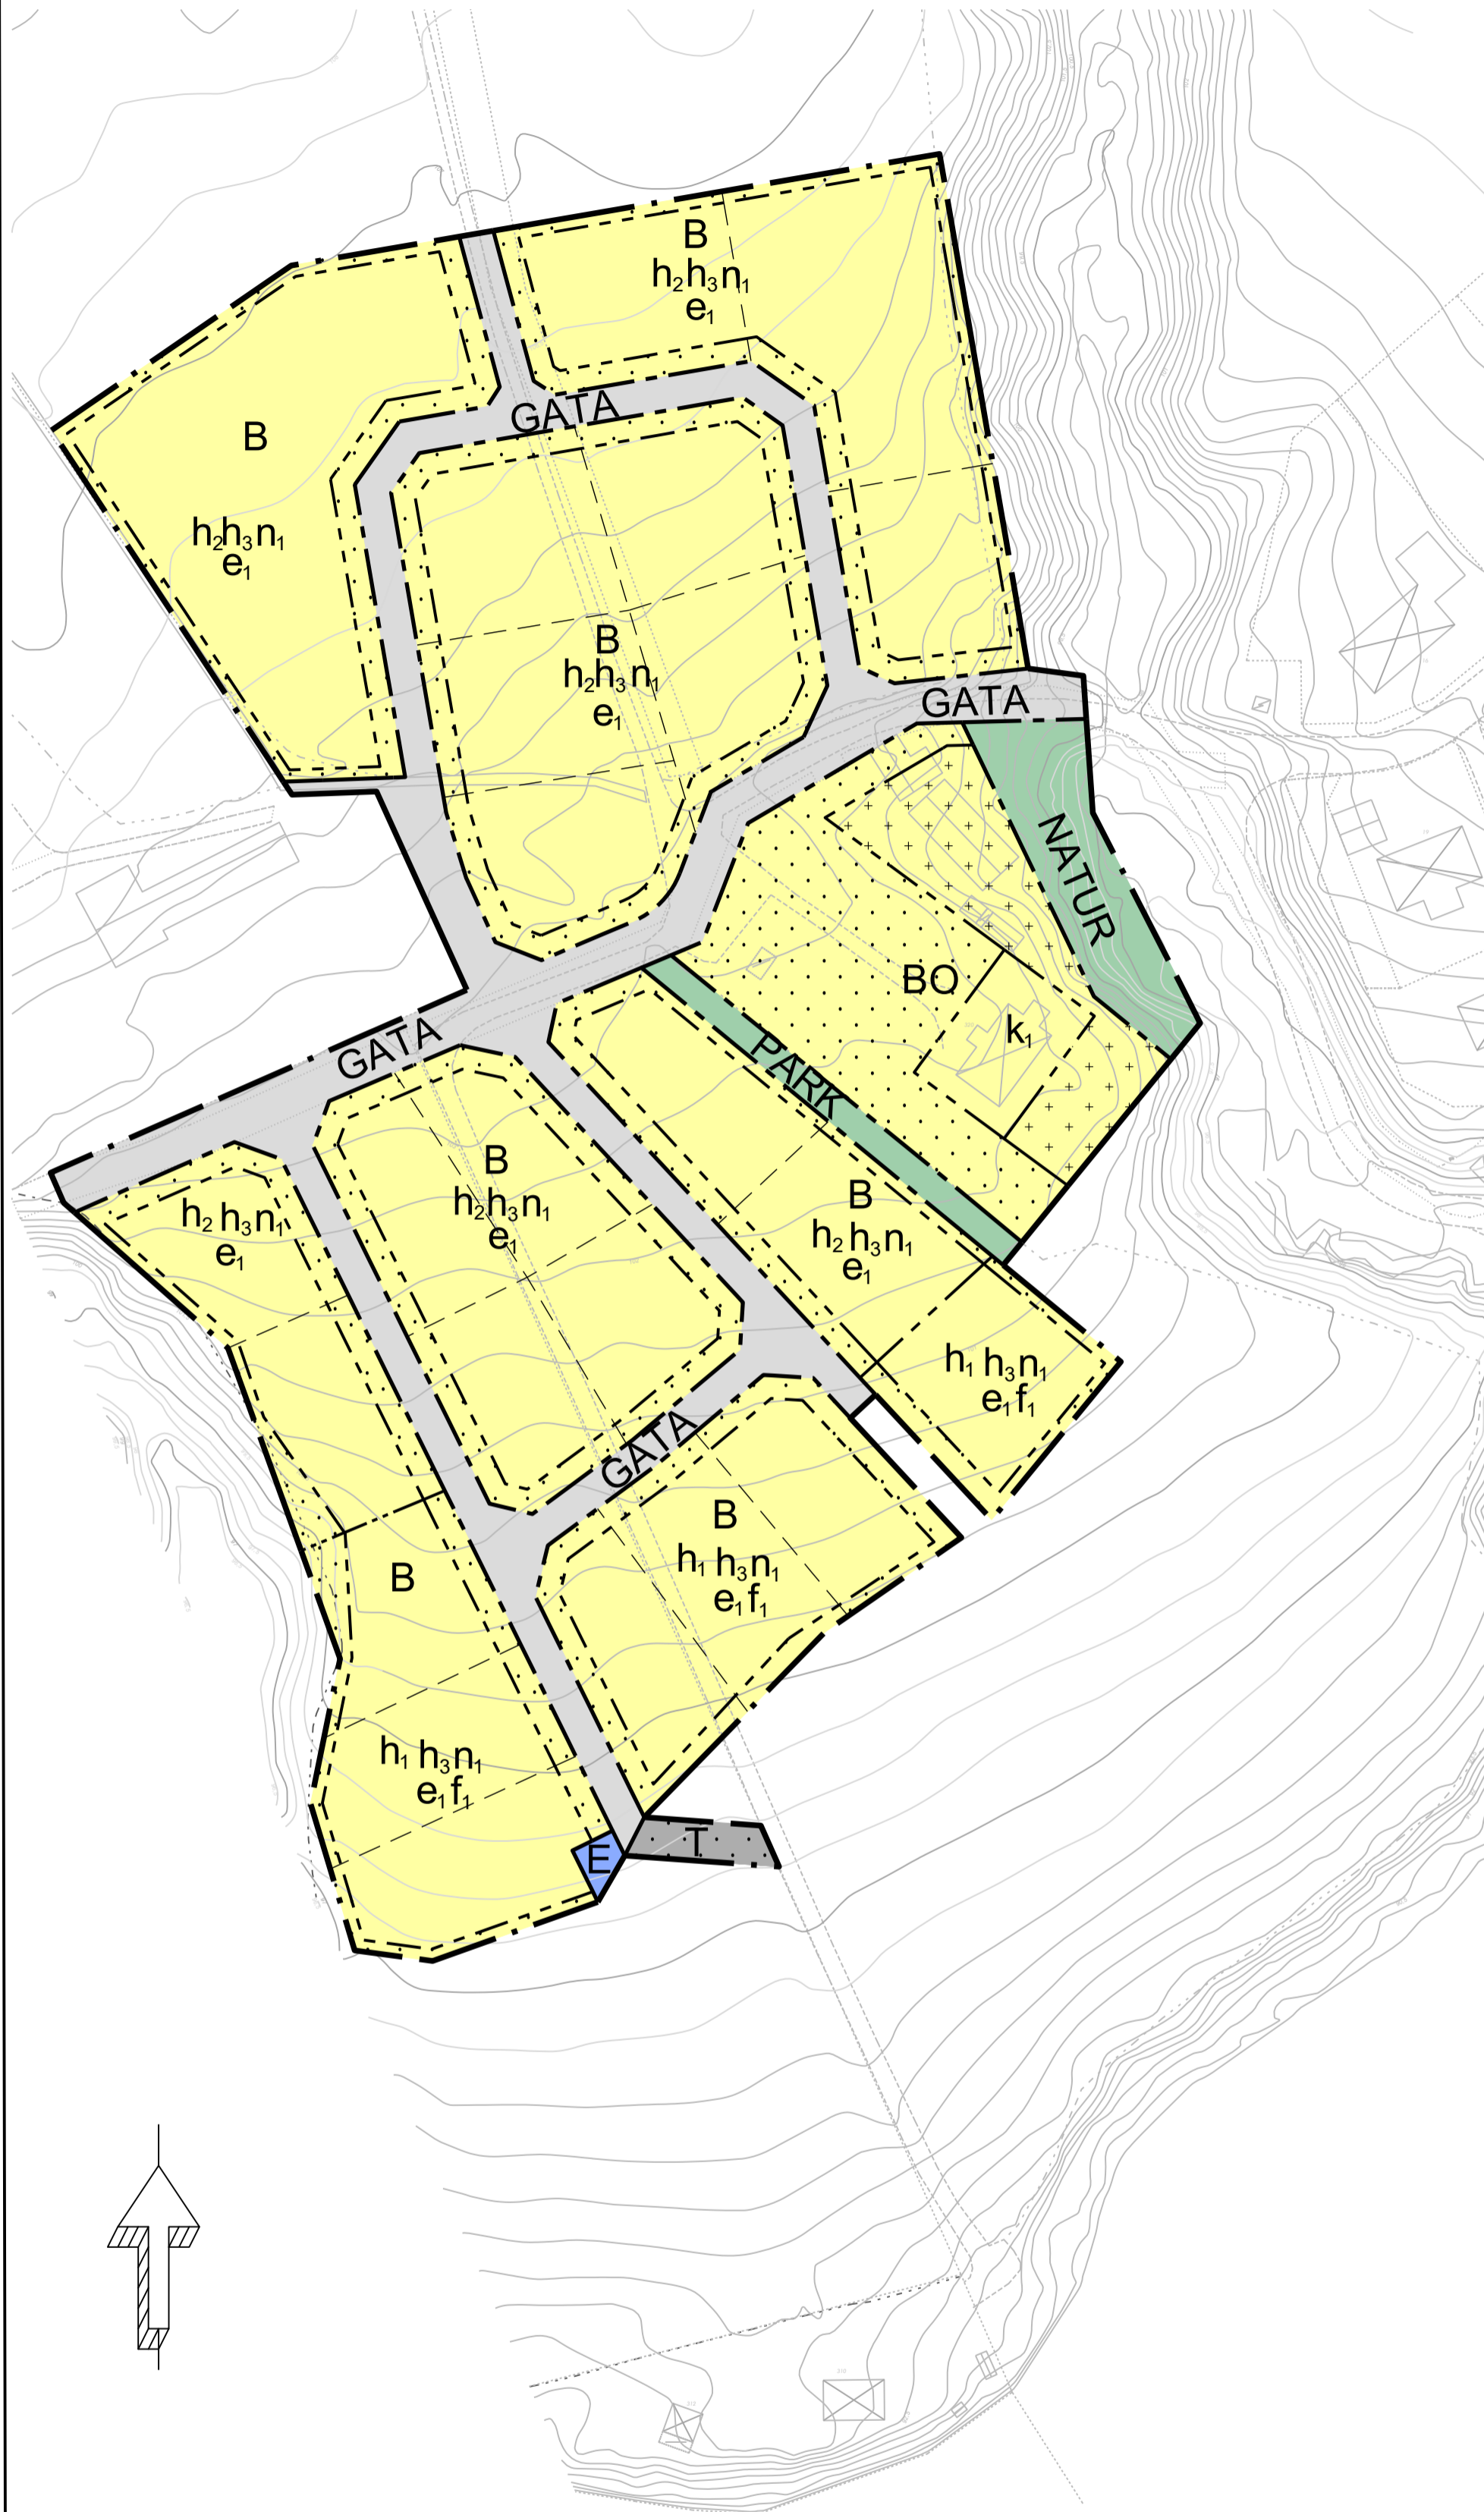 B
h₂h₃n₁
e₁
GATA
B
h₂h₃n₁
e₁
B
h₂h₃n₁
e₁
GATA
NATUR
BO
k₁
GATA
PARK
B
h₂h₃n₁
e₁
h₂h₃n₁
e₁
B
h₂h₃n₁
e₁
h₁h₃n₁
e₁f₁
GATA
B
h₁h₃n₁
e₁f₁
B
h₁h₃n₁
e₁f₁
T
E